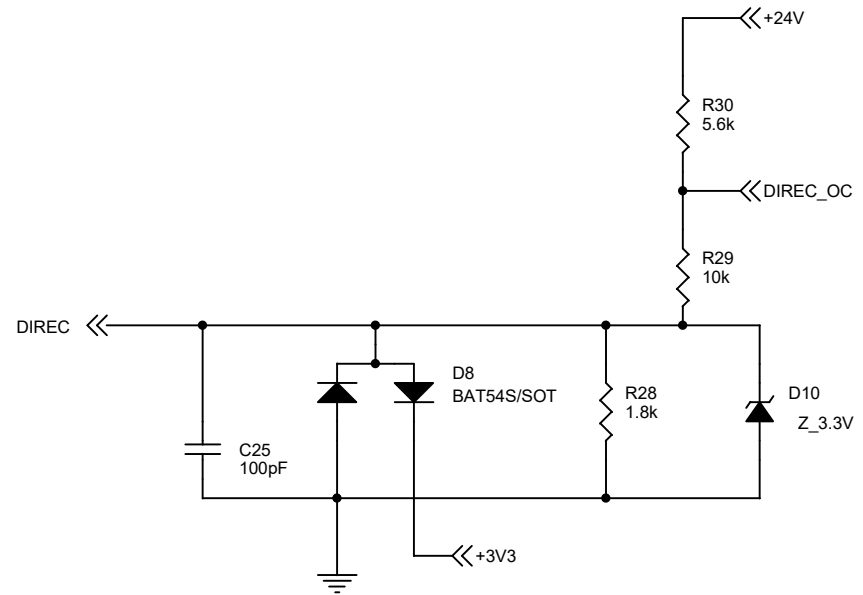 +24V
R30
5.6k
DIREC_OC
R29
10k
DIREC
D8
BAT54S/SOT
R28
1.8k
D10
Z_3.3V
C25
100pF
+3V3